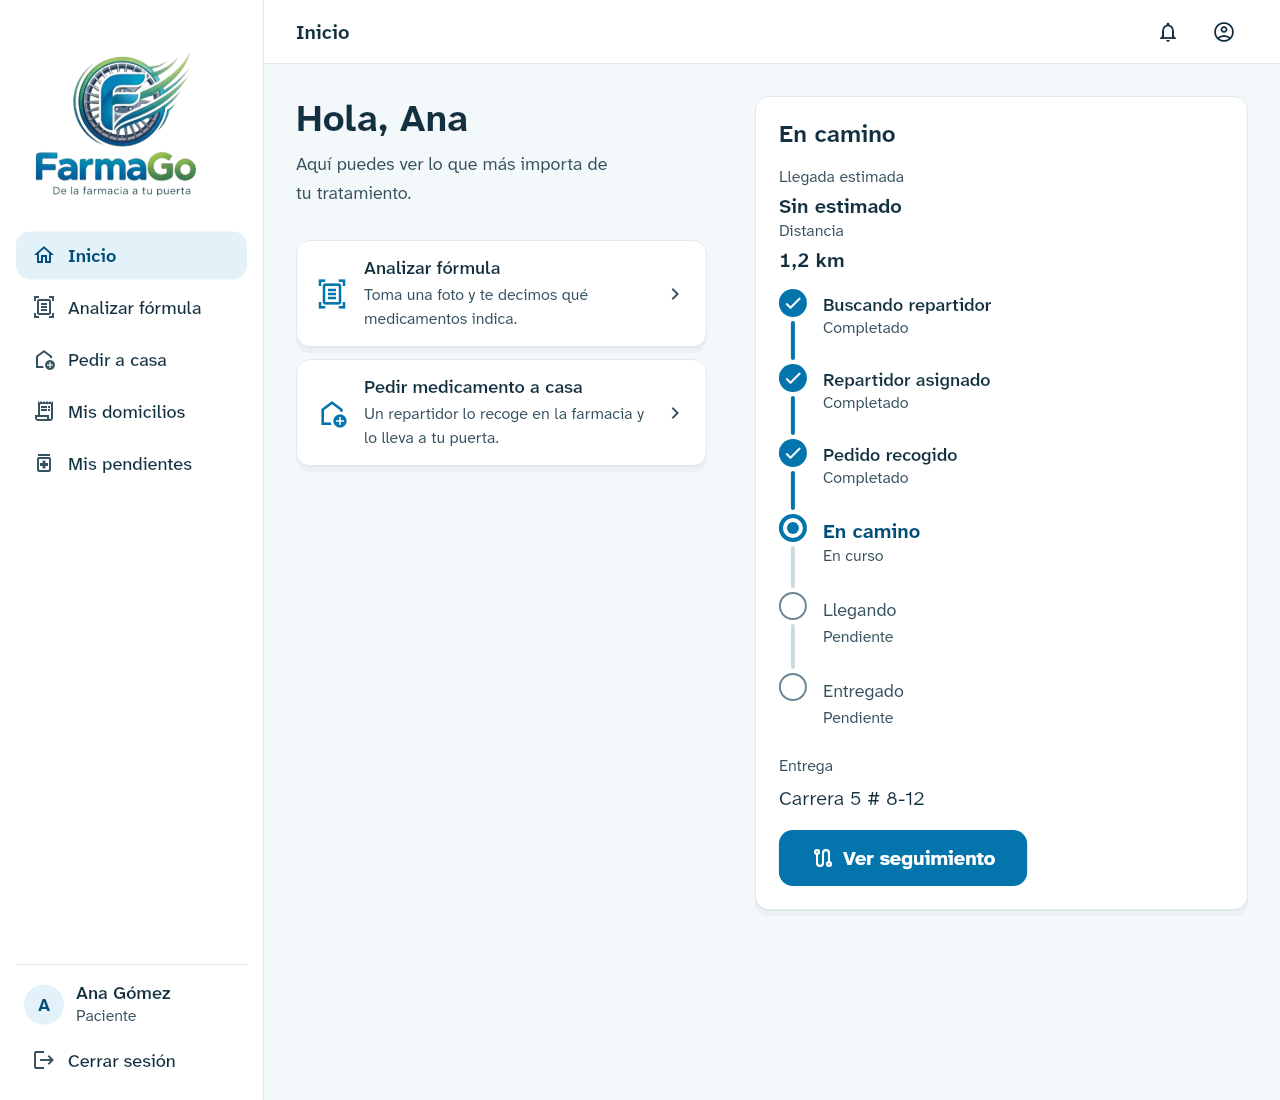 FarmaGo
De la farmacia a tu puerta
Inicio
Analizar fórmula
Pedir a casa
Mis domicilios
Mis pendientes
A
Ana Gómez
Paciente
Cerrar sesión
Inicio
Hola, Ana
Aquí puedes ver lo que más importa de
tu tratamiento.
Analizar fórmula
Toma una foto y te decimos qué
medicamentos indica.
Pedir medicamento a casa
Un repartidor lo recoge en la farmacia y
lo lleva a tu puerta.
En camino
Llegada estimada
Sin estimado
Distancia
1,2 km
Buscando repartidor
Completado
Repartidor asignado
Completado
Pedido recogido
Completado
En camino
En curso
Llegando
Pendiente
Entregado
Pendiente
Entrega
Carrera 5 # 8-12
Ver seguimiento